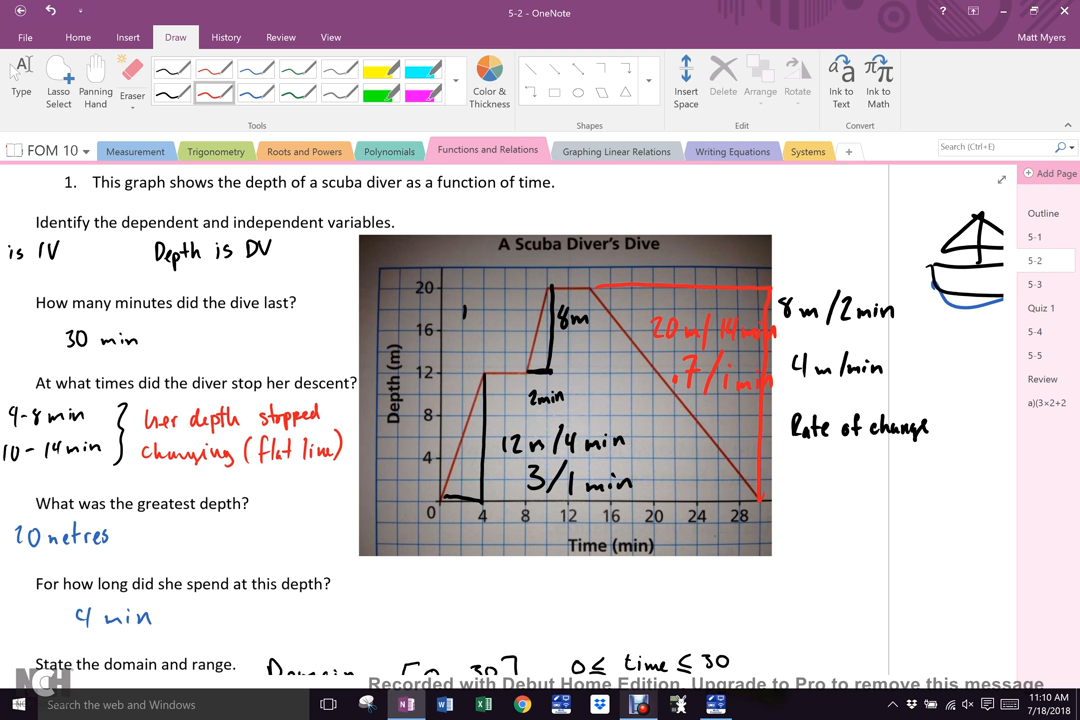 5-2 - OneNote
?
Matt Myers
File
Home
Insert
Draw
History
Review
View
Type
Lasso Select
Panning Hand
Eraser
Color & Thickness
Insert Space
Delete
Arrange
Rotate
Ink to Text
Ink to Math
Tools
Shapes
Edit
Convert
FOM 10
Measurement
Trigonometry
Roots and Powers
Polynomials
Functions and Relations
Graphing Linear Relations
Writing Equations
Systems
+
Search (Ctrl+E)
Add Page
1. This graph shows the depth of a scuba diver as a function of time.
Identify the dependent and independent variables.
is IV
Depth is DV
How many minutes did the dive last?
30 min
At what times did the diver stop her descent?
4-8 min
10-14 min
her depth stopped
changing (flat line)
What was the greatest depth?
20 metres
For how long did she spend at this depth?
4 min
State the domain and range.
Domain [0, 30] 0 ≤ time ≤ 30
A Scuba Diver's Dive
Depth (m)
20
16
12
8
4
0
4 8 12 16 20 24 28
Time (min)
8m
2min
12m/4 min
3/1 min
20m/14min
.7/1min
8m/2min
4m/min
Rate of change
Outline
5-1
5-2
5-3
Quiz 1
5-4
5-5
Review
a)(3×2+2
NCH
Recorded with Debut Home Edition. Upgrade to Pro to remove this message
Search the web and Windows
11:10 AM
7/18/2018